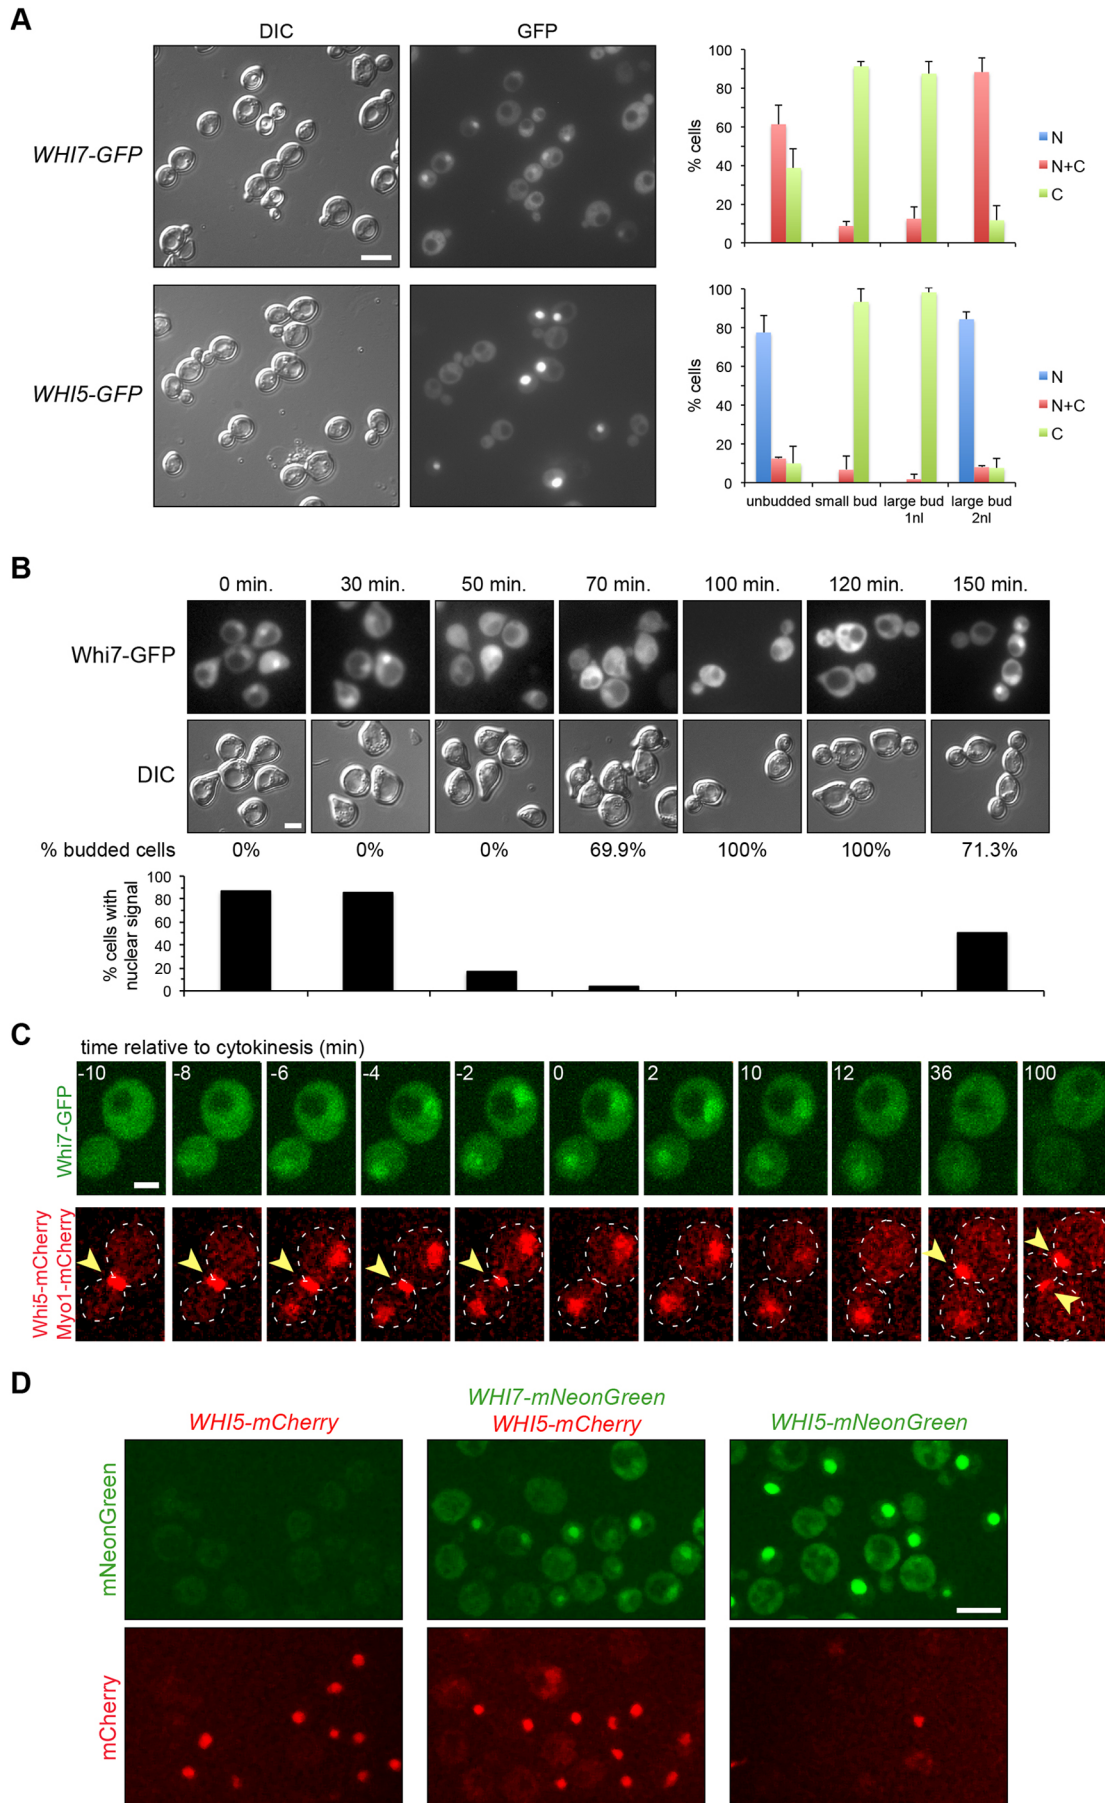 A
DIC
GFP
WHI7-GFP
% cells
100
80
60
40
20
0
N
N+C
C
WHI5-GFP
% cells
100
80
60
40
20
0
N
N+C
C
unbudded small bud large bud large bud
1nl 2nl
B
0 min. 30 min. 50 min. 70 min. 100 min. 120 min. 150 min.
Whi7-GFP
DIC
% budded cells 0% 0% 0% 69.9% 100% 100% 71.3%
% cells with
nuclear signal
100
80
60
40
20
0
C
time relative to cytokinesis (min)
-10 -8 -6 -4 -2 0 2 10 12 36 100
Whi7-GFP
Whi5-mCherry
Myo1-mCherry
D
WHI5-mCherry
WHI7-mNeonGreen
WHI5-mCherry
WHI5-mNeonGreen
mNeonGreen
mCherry